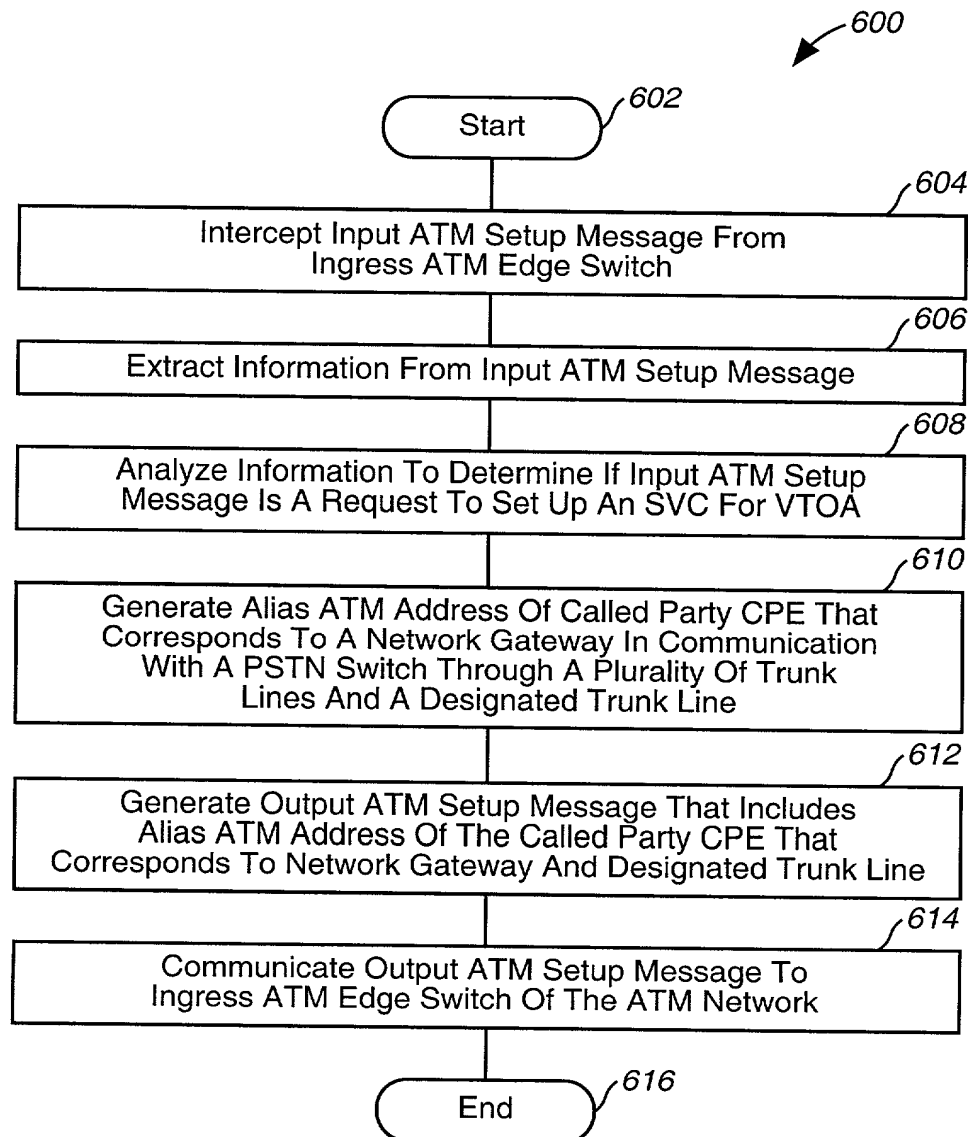 600
602
Start
604
Intercept Input ATM Setup Message From
Ingress ATM Edge Switch
606
Extract Information From Input ATM Setup Message
608
Analyze Information To Determine If Input ATM Setup
Message Is A Request To Set Up An SVC For VTOA
610
Generate Alias ATM Address Of Called Party CPE That
Corresponds To A Network Gateway In Communication
With A PSTN Switch Through A Plurality Of Trunk
Lines And A Designated Trunk Line
612
Generate Output ATM Setup Message That Includes
Alias ATM Address Of The Called Party CPE That
Corresponds To Network Gateway And Designated Trunk Line
614
Communicate Output ATM Setup Message To
Ingress ATM Edge Switch Of The ATM Network
616
End